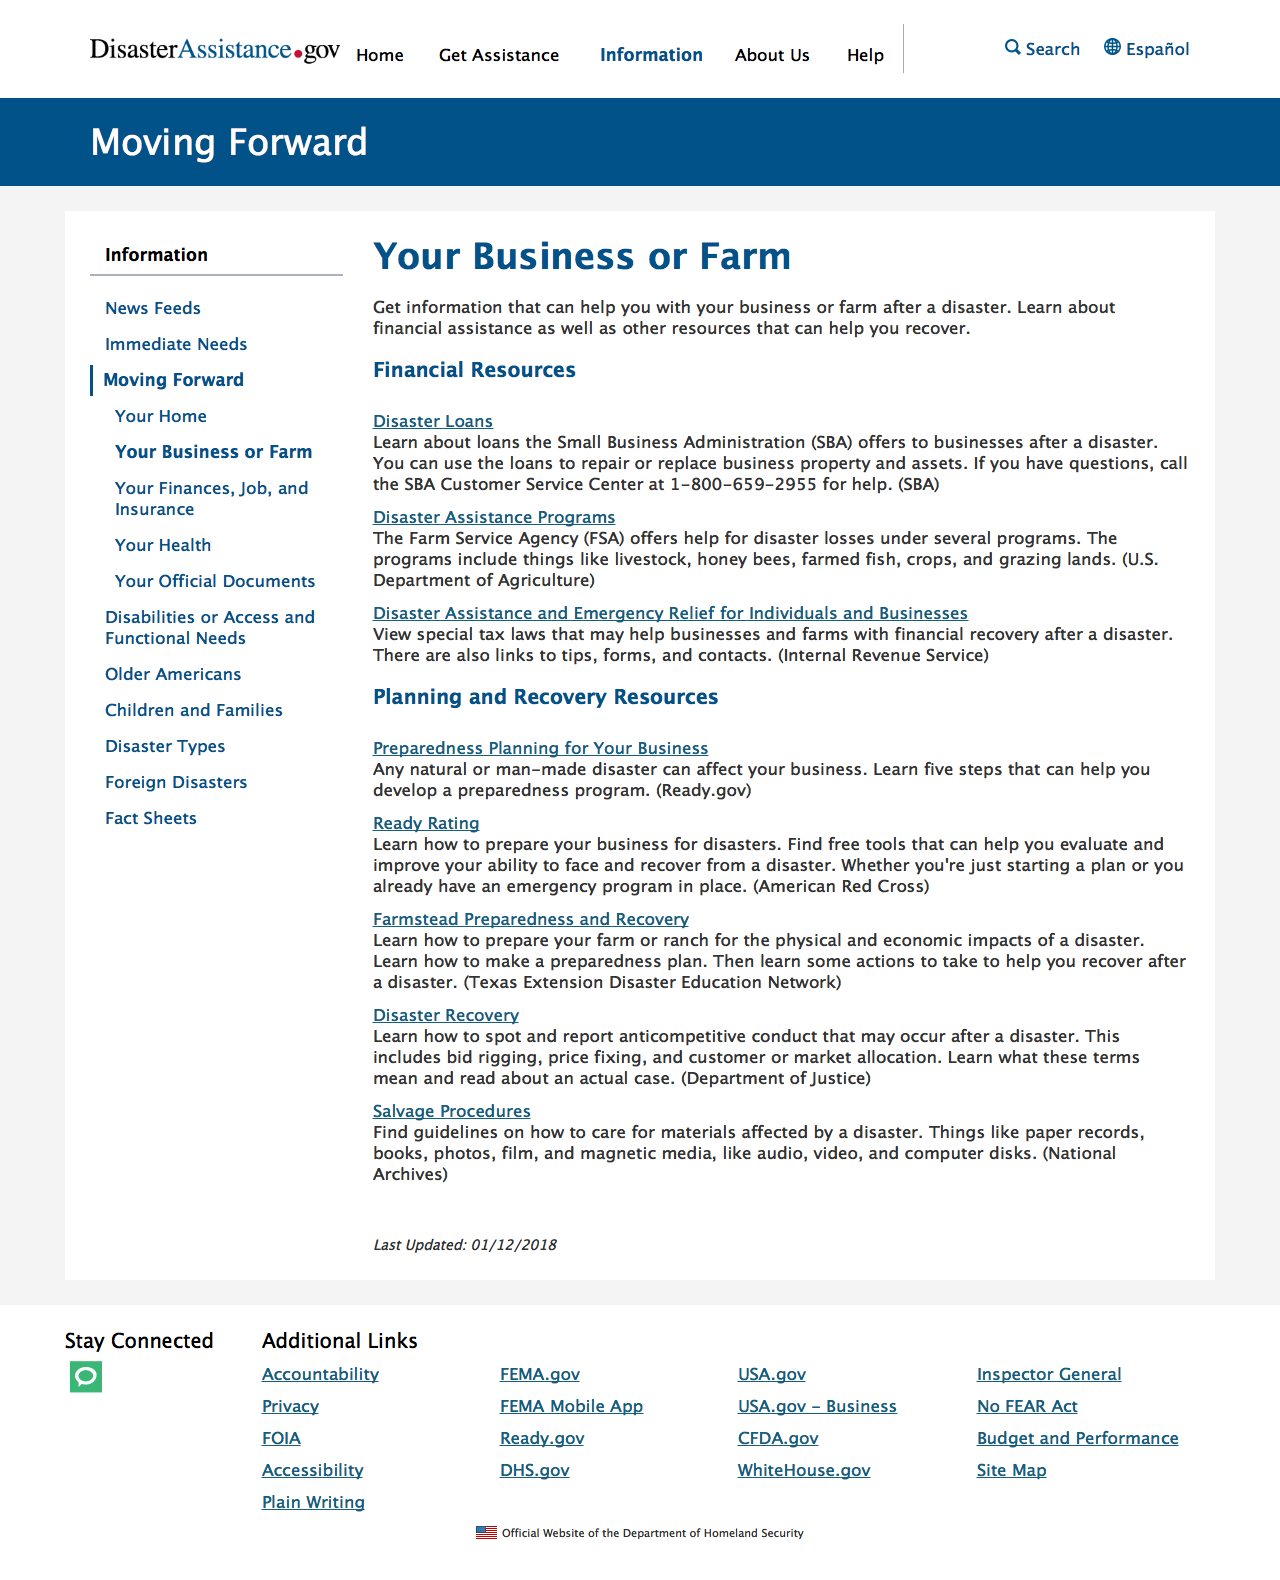 DisasterAssistance.gov
Home
Get Assistance
Information
About Us
Help
Search
Español
Moving Forward
Information
News Feeds
Immediate Needs
Moving Forward
Your Home
Your Business or Farm
Your Finances, Job, and
Insurance
Your Health
Your Official Documents
Disabilities or Access and
Functional Needs
Older Americans
Children and Families
Disaster Types
Foreign Disasters
Fact Sheets
Your Business or Farm
Get information that can help you with your business or farm after a disaster. Learn about
financial assistance as well as other resources that can help you recover.
Financial Resources
Disaster Loans
Learn about loans the Small Business Administration (SBA) offers to businesses after a disaster.
You can use the loans to repair or replace business property and assets. If you have questions, call
the SBA Customer Service Center at 1-800-659-2955 for help. (SBA)
Disaster Assistance Programs
The Farm Service Agency (FSA) offers help for disaster losses under several programs. The
programs include things like livestock, honey bees, farmed fish, crops, and grazing lands. (U.S.
Department of Agriculture)
Disaster Assistance and Emergency Relief for Individuals and Businesses
View special tax laws that may help businesses and farms with financial recovery after a disaster.
There are also links to tips, forms, and contacts. (Internal Revenue Service)
Planning and Recovery Resources
Preparedness Planning for Your Business
Any natural or man-made disaster can affect your business. Learn five steps that can help you
develop a preparedness program. (Ready.gov)
Ready Rating
Learn how to prepare your business for disasters. Find free tools that can help you evaluate and
improve your ability to face and recover from a disaster. Whether you're just starting a plan or you
already have an emergency program in place. (American Red Cross)
Farmstead Preparedness and Recovery
Learn how to prepare your farm or ranch for the physical and economic impacts of a disaster.
Learn how to make a preparedness plan. Then learn some actions to take to help you recover after
a disaster. (Texas Extension Disaster Education Network)
Disaster Recovery
Learn how to spot and report anticompetitive conduct that may occur after a disaster. This
includes bid rigging, price fixing, and customer or market allocation. Learn what these terms
mean and read about an actual case. (Department of Justice)
Salvage Procedures
Find guidelines on how to care for materials affected by a disaster. Things like paper records,
books, photos, film, and magnetic media, like audio, video, and computer disks. (National
Archives)
Last Updated: 01/12/2018
Stay Connected
Additional Links
Accountability
Privacy
FOIA
Accessibility
Plain Writing
FEMA.gov
FEMA Mobile App
Ready.gov
DHS.gov
USA.gov
USA.gov - Business
CFDA.gov
WhiteHouse.gov
Inspector General
No FEAR Act
Budget and Performance
Site Map
Official Website of the Department of Homeland Security